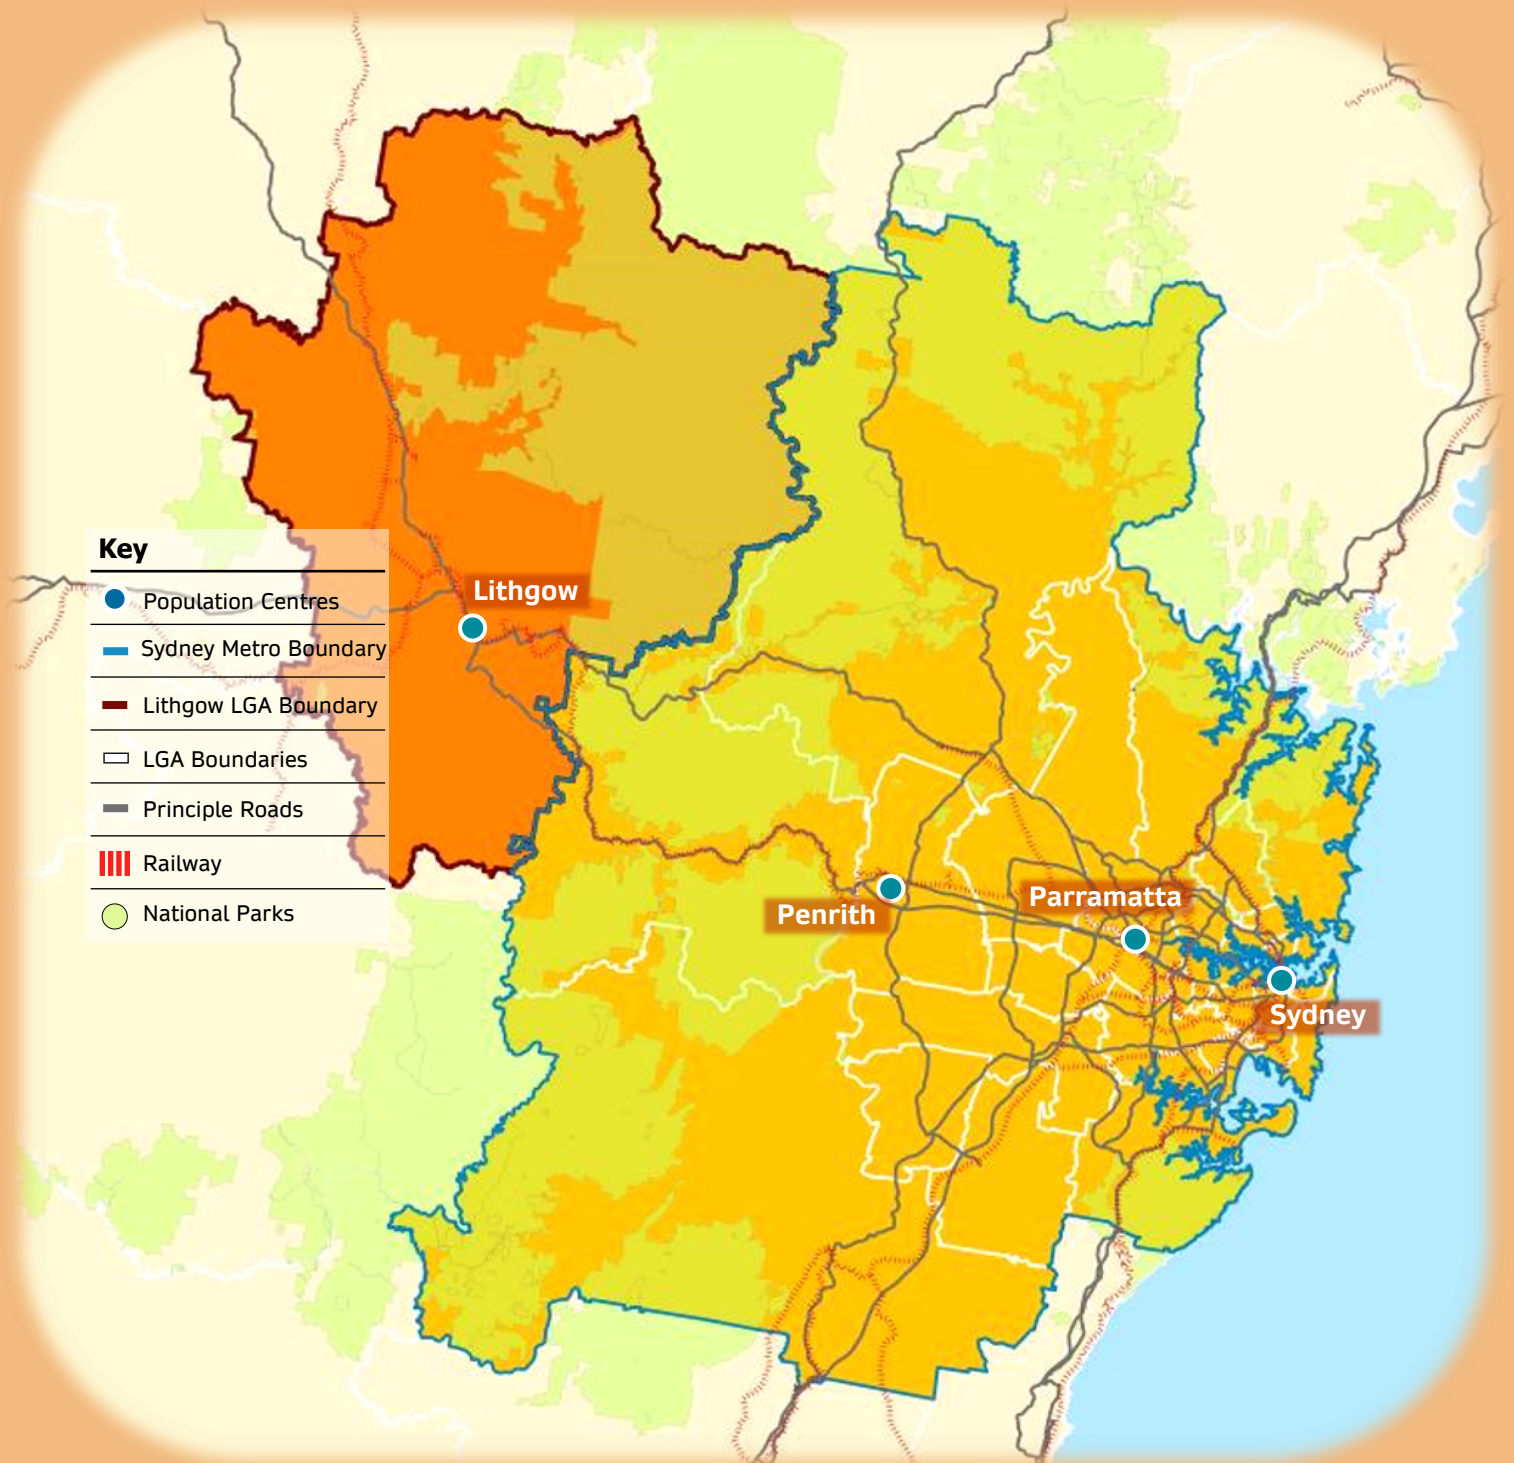 Key
Population Centres
Sydney Metro Boundary
Lithgow LGA Boundary
LGA Boundaries
Principle Roads
Railway
National Parks
Lithgow
Penrith
Parramatta
Sydney